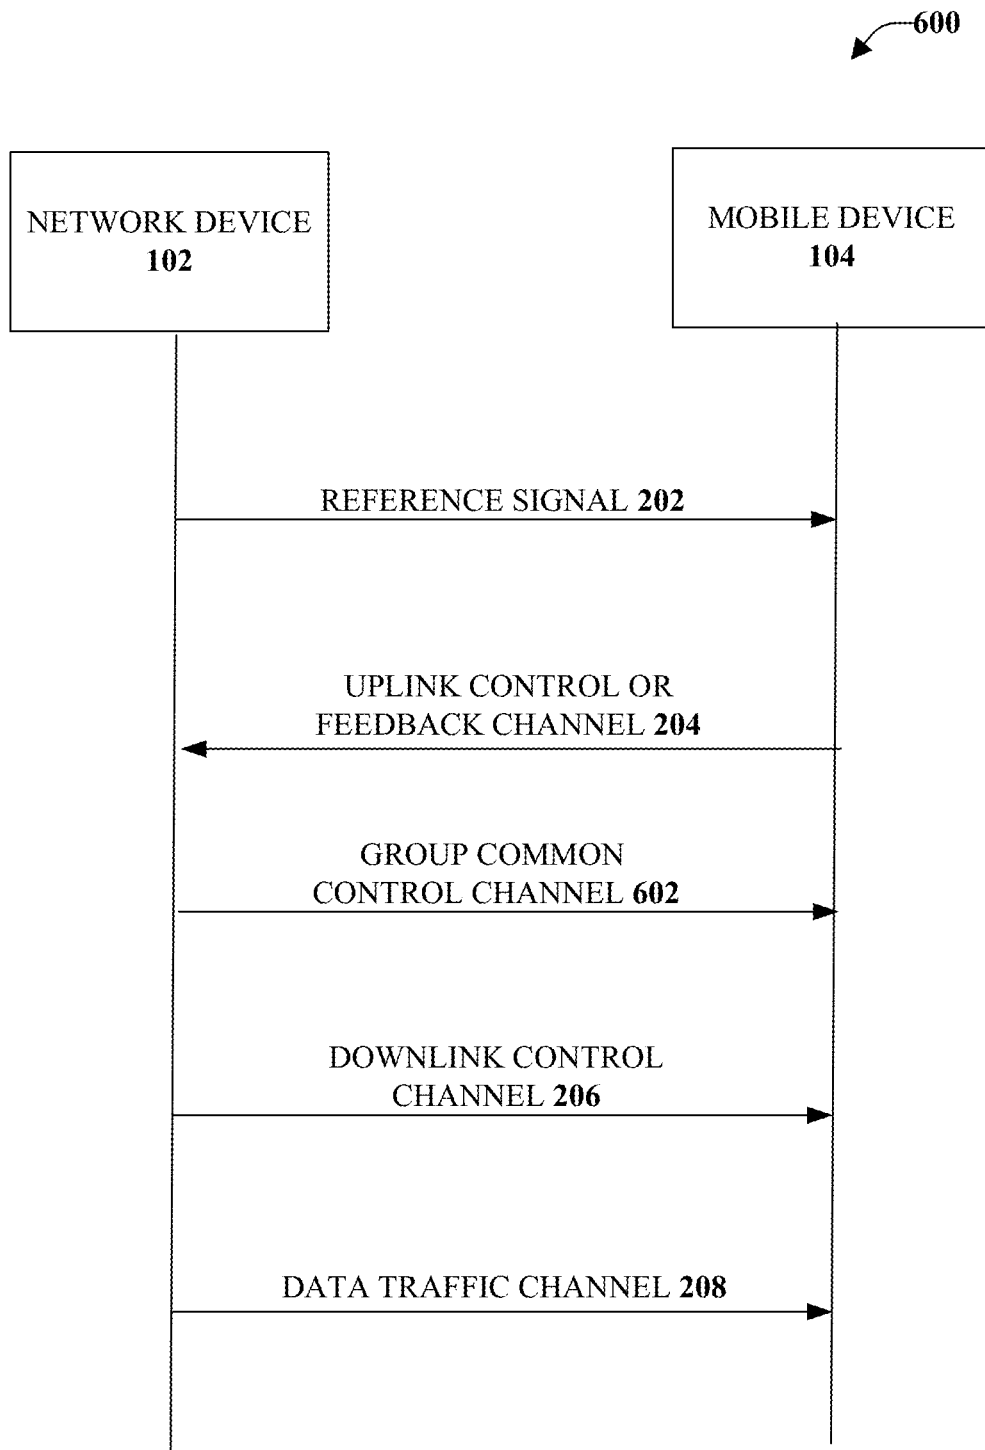 600
NETWORK DEVICE
102
MOBILE DEVICE
104
REFERENCE SIGNAL 202
UPLINK CONTROL OR
FEEDBACK CHANNEL 204
GROUP COMMON
CONTROL CHANNEL 602
DOWNLINK CONTROL
CHANNEL 206
DATA TRAFFIC CHANNEL 208